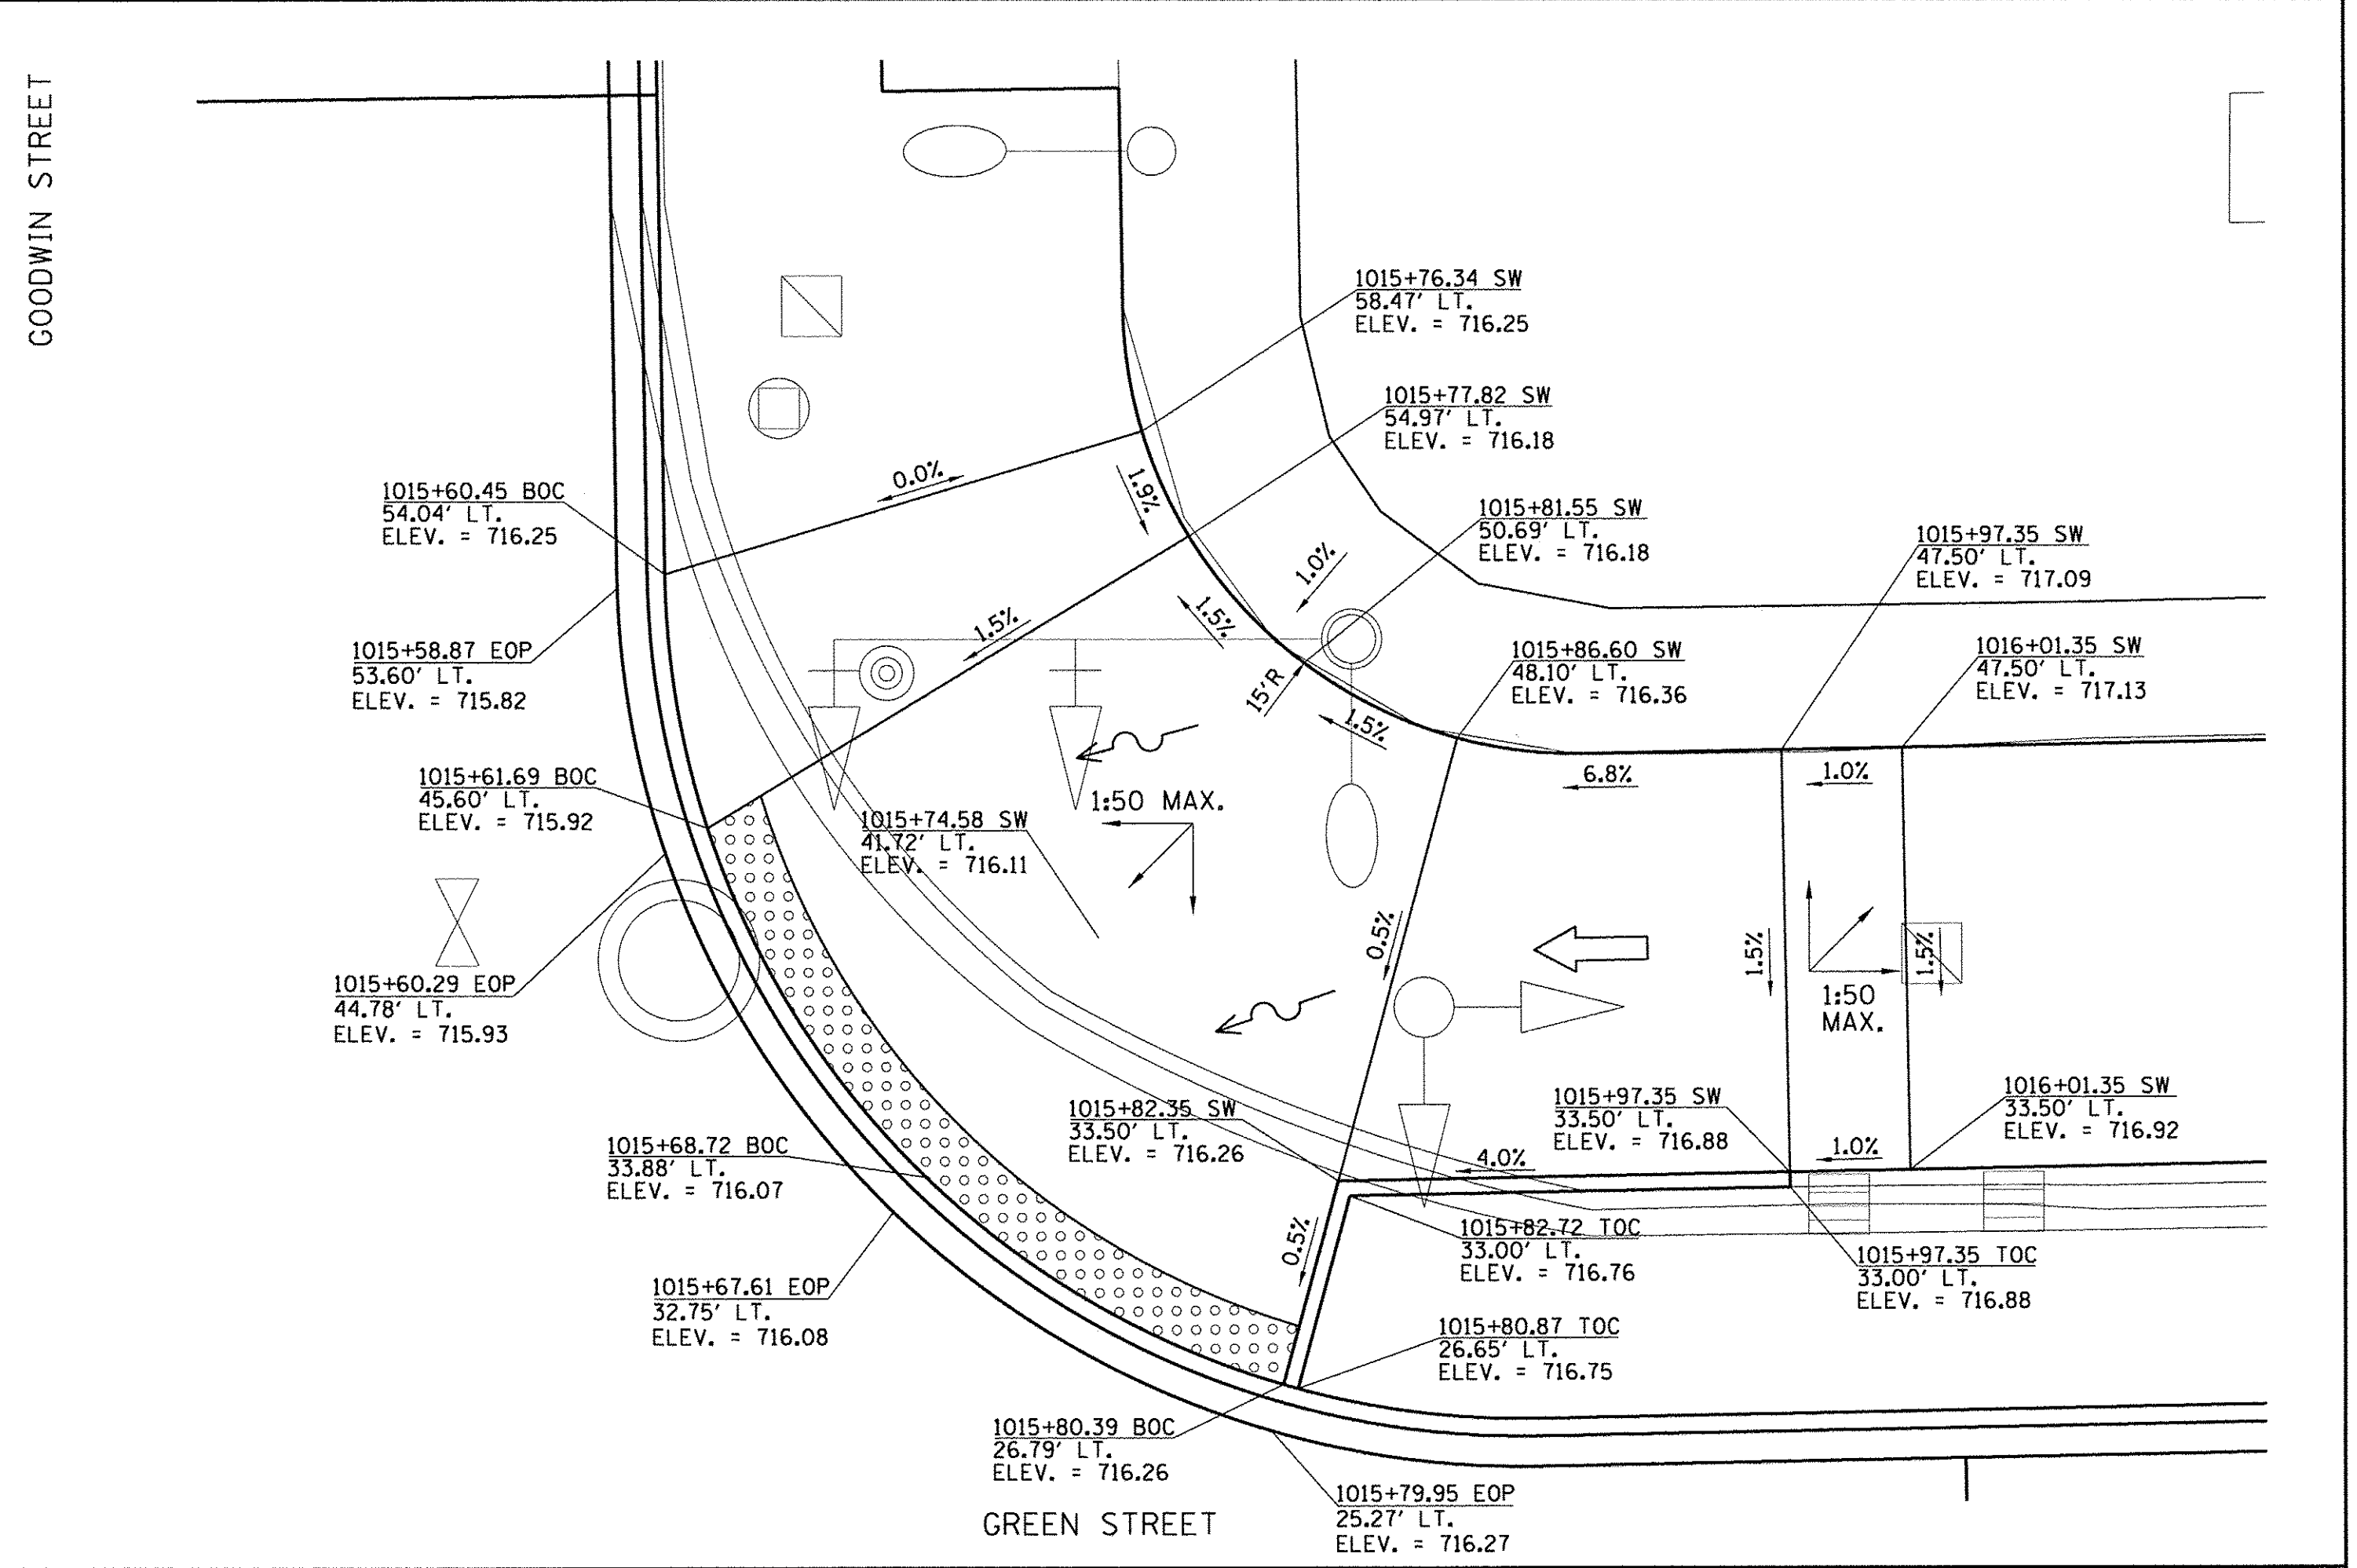 GOODWIN STREET
1015+76.34 SW
58.47' LT.
ELEV. = 716.25
1015+77.82 SW
54.97' LT.
ELEV. = 716.18
0.0%
1.9%
1015+60.45 BOC
54.04' LT.
ELEV. = 716.25
1015+81.55 SW
50.69' LT.
ELEV. = 716.18
1015+97.35 SW
47.50' LT.
ELEV. = 717.09
1.0%
1.5%
1.5%
1015+58.87 EOP
53.60' LT.
ELEV. = 715.82
15'R
1015+86.60 SW
48.10' LT.
ELEV. = 716.36
1016+01.35 SW
47.50' LT.
ELEV. = 717.13
1.5%
6.8%
1.0%
1015+61.69 BOC
45.60' LT.
ELEV. = 715.92
1:50 MAX.
1015+74.58 SW
41.72' LT.
ELEV. = 716.11
0.5%
1.5%
1.5%
1:50
MAX.
1015+60.29 EOP
44.78' LT.
ELEV. = 715.93
1015+82.35 SW
33.50' LT.
ELEV. = 716.26
1015+97.35 SW
33.50' LT.
ELEV. = 716.88
1016+01.35 SW
33.50' LT.
ELEV. = 716.92
4.0%
1.0%
1015+68.72 BOC
33.88' LT.
ELEV. = 716.07
0.5%
1015+82.72 TOC
33.00' LT.
ELEV. = 716.76
1015+97.35 TOC
33.00' LT.
ELEV. = 716.88
1015+67.61 EOP
32.75' LT.
ELEV. = 716.08
1015+80.87 TOC
26.65' LT.
ELEV. = 716.75
1015+80.39 BOC
26.79' LT.
ELEV. = 716.26
1015+79.95 EOP
25.27' LT.
ELEV. = 716.27
GREEN STREET